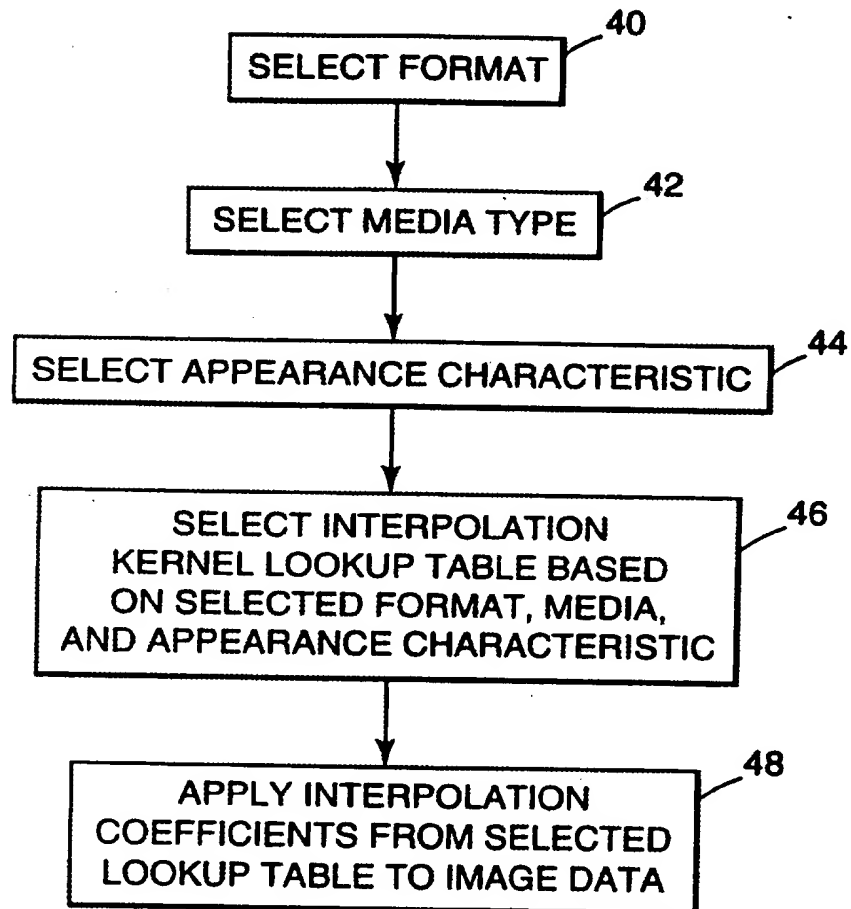 40
SELECT FORMAT
42
SELECT MEDIA TYPE
44
SELECT APPEARANCE CHARACTERISTIC
46
SELECT INTERPOLATION
KERNEL LOOKUP TABLE BASED
ON SELECTED FORMAT, MEDIA,
AND APPEARANCE CHARACTERISTIC
48
APPLY INTERPOLATION
COEFFICIENTS FROM SELECTED
LOOKUP TABLE TO IMAGE DATA